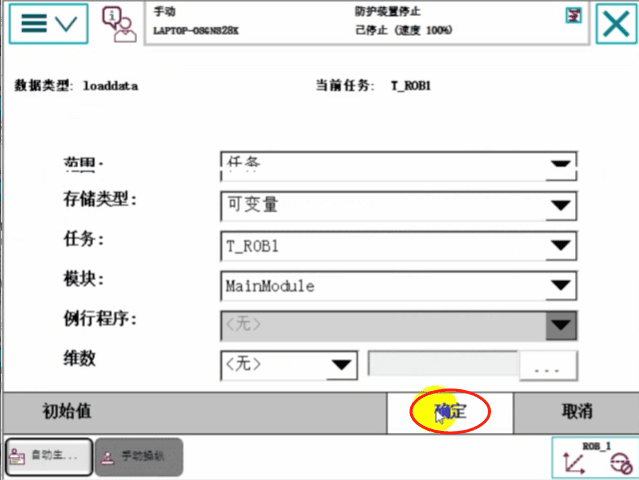 手动
防护装置停止
LAPTOP-OS6NS28K
已停止 (速度 100%)
数据类型: loaddata
当前任务: T_ROB1
范围: 任务
存储类型: 可变量
任务: T_ROB1
模块: MainModule
例行程序: <无>
维数 <无> ...
初始值 确定 取消
自动生... 手动操纵
ROB_1